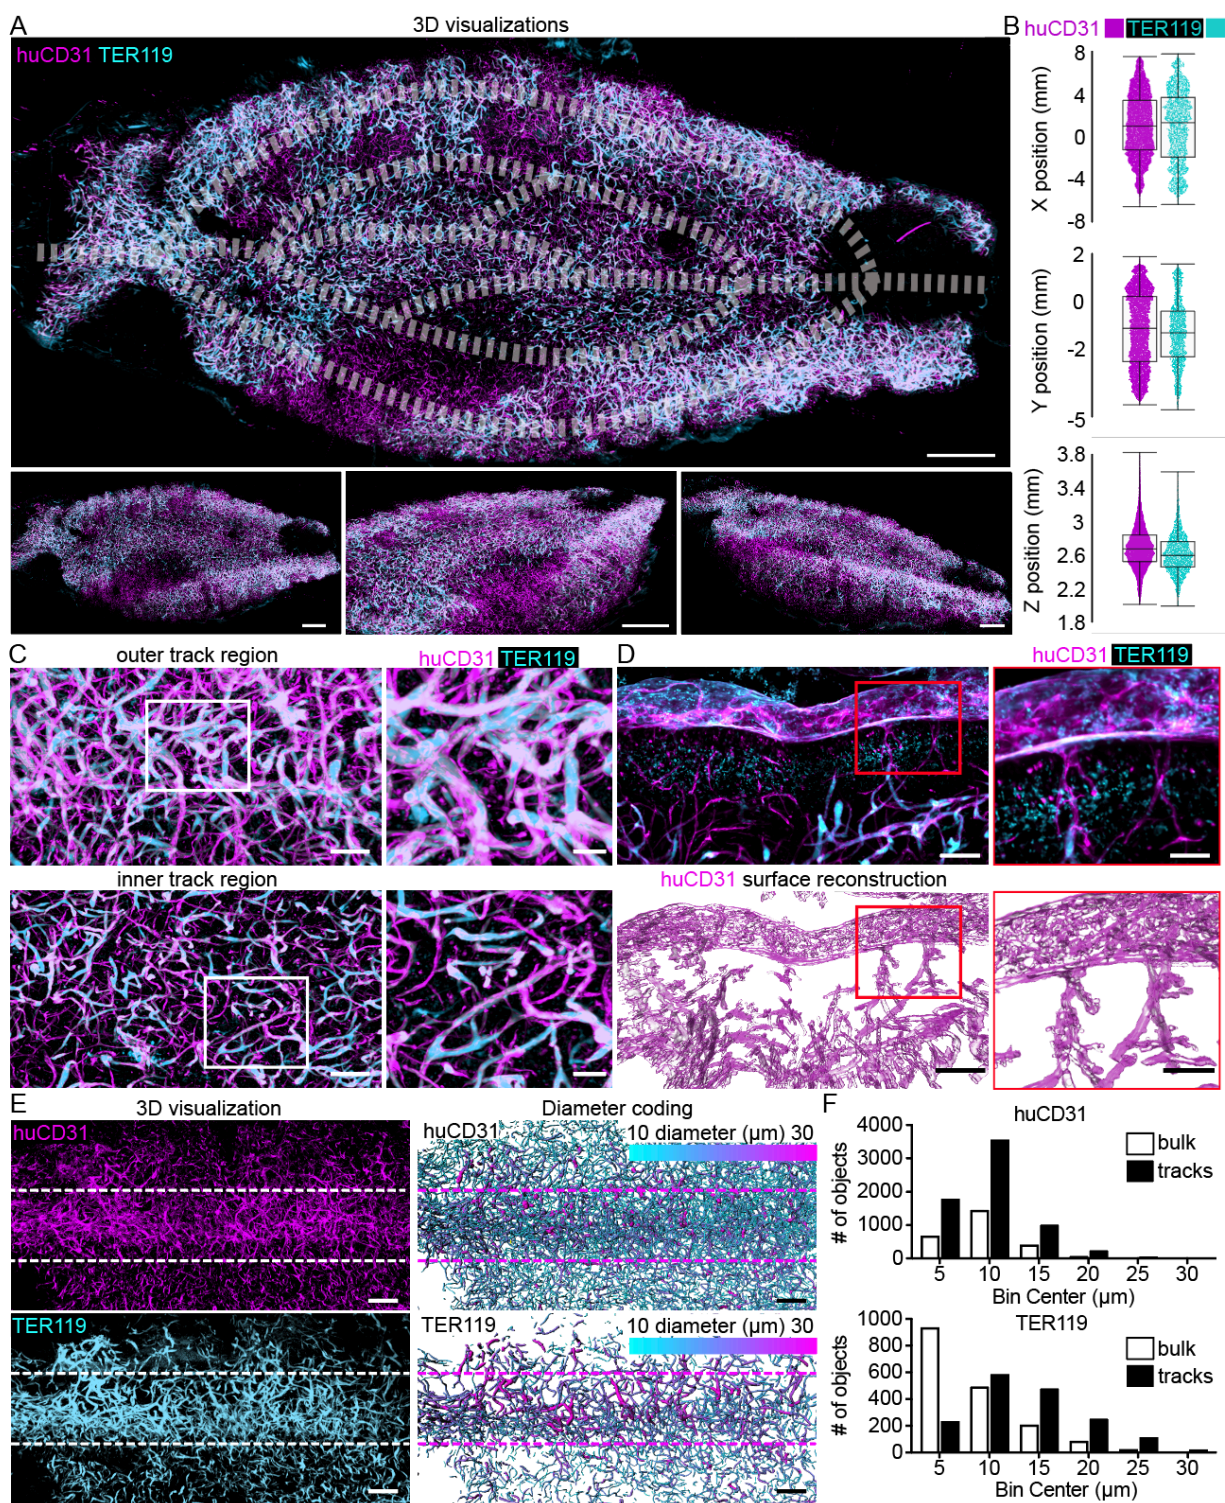 A
3D visualizations
huCD31 TER119
B huCD31 TER119
X position (mm)
8
4
0
-4
-8
Y position (mm)
2
0
-2
-5
Z position (mm)
3.8
3.4
3
2.6
2.2
1.8
C
outer track region
huCD31 TER119
inner track region
D
huCD31 TER119
huCD31 surface reconstruction
E
3D visualization
Diameter coding
huCD31
huCD31
10 diameter (µm) 30
TER119
TER119
10 diameter (µm) 30
F
huCD31
# of objects
4000
3000
2000
1000
0
bulk
tracks
5 10 15 20 25 30
Bin Center (µm)
TER119
# of objects
1000
800
600
400
200
0
bulk
tracks
5 10 15 20 25 30
Bin Center (µm)